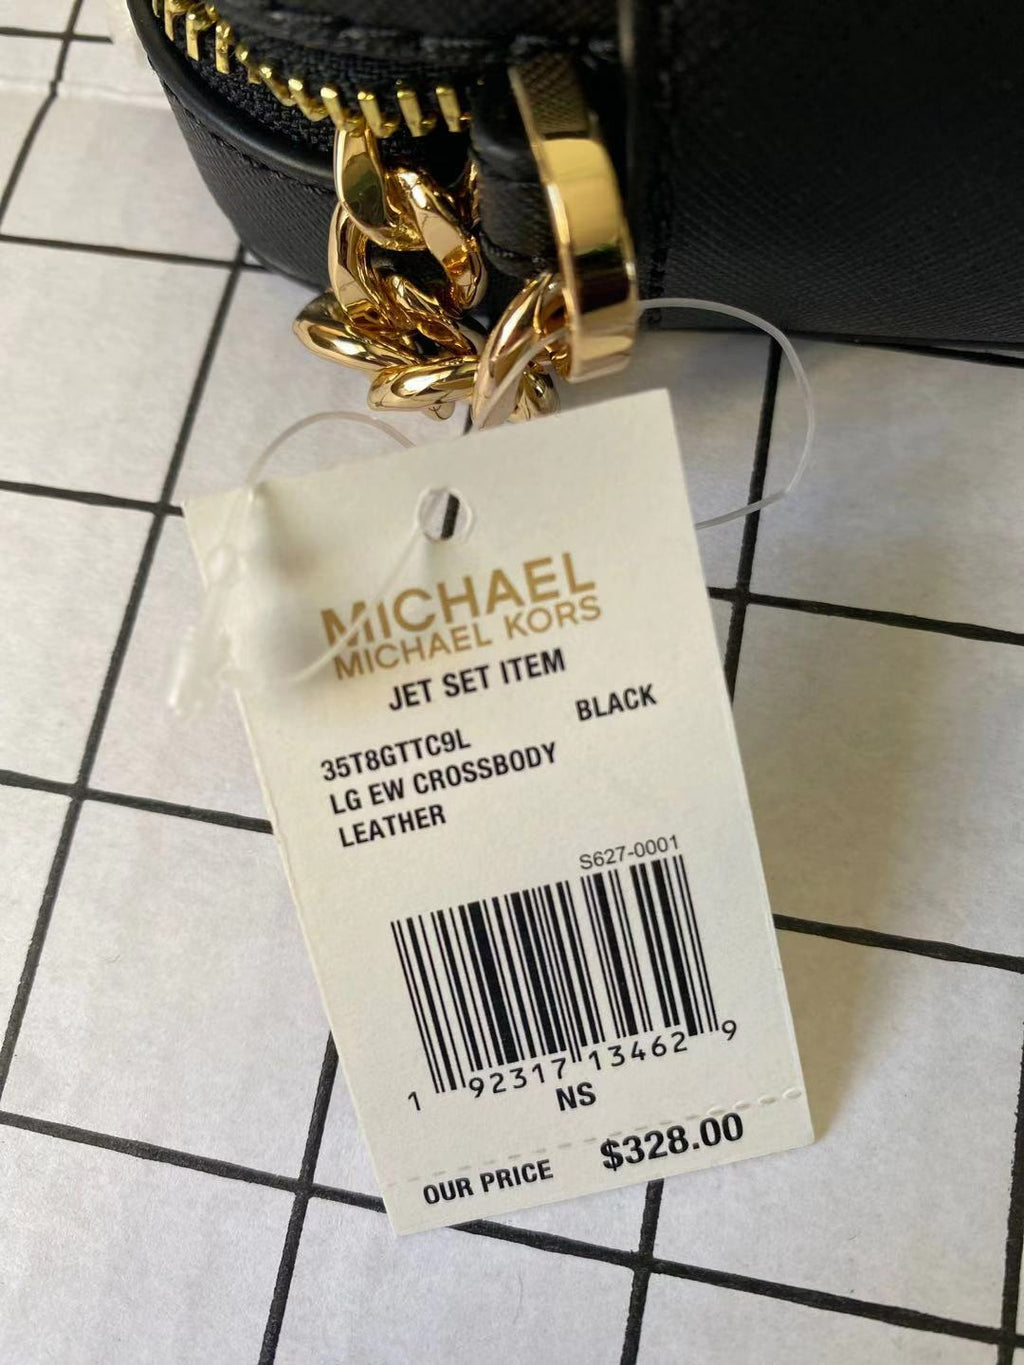 MICHAEL
MICHAEL KORS
JET SET ITEM
BLACK
35T8GTTC9L
LG EW CROSSBODY
LEATHER
S627-0001
1 92317 13462 9
NS
OUR PRICE $328.00